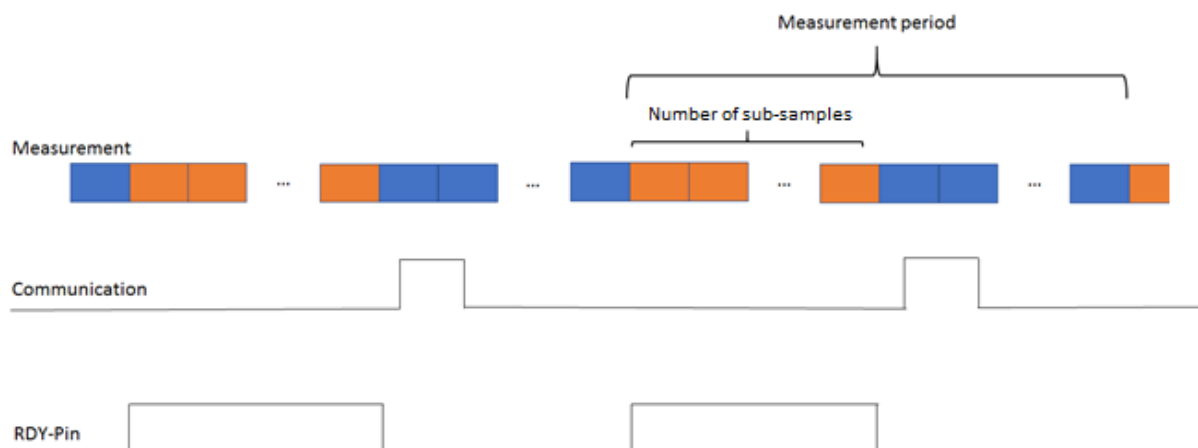 Measurement period
Number of sub-samples
Measurement
... ... ... ...
Communication
RDY-Pin